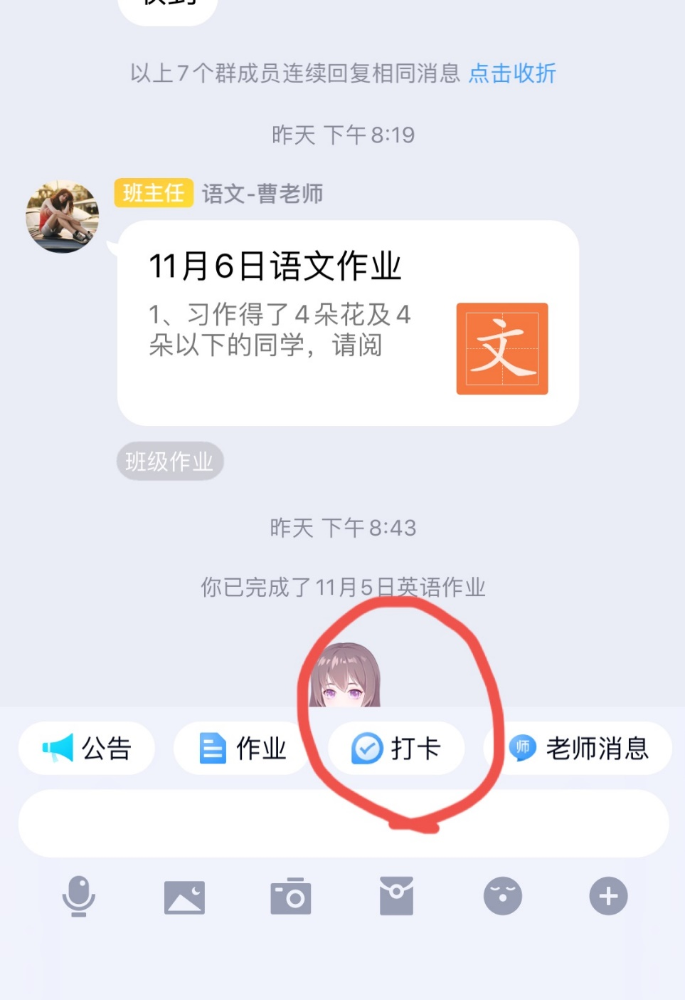 以上7个群成员连续回复相同消息 点击收折
昨天 下午8:19
班主任 语文-曹老师
11月6日语文作业
1、习作得了4朵花及4
朵以下的同学，请阅
文
班级作业
昨天 下午8:43
你已完成了11月5日英语作业
公告 作业 打卡 师 老师消息